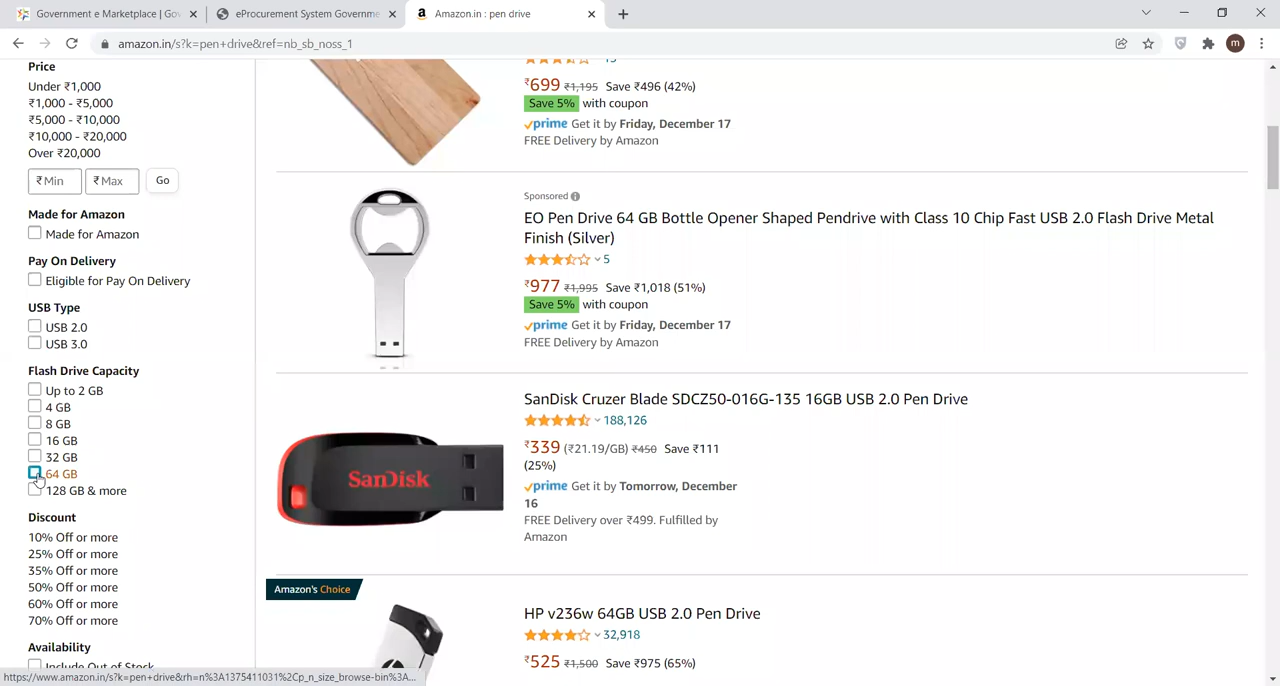 Government e Marketplace | Gov
eProcurement System Governme
Amazon.in : pen drive
amazon.in/s?k=pen+drive&ref=nb_sb_noss_1
m
Price
Under ₹1,000
₹1,000 - ₹5,000
₹5,000 - ₹10,000
₹10,000 - ₹20,000
Over ₹20,000
₹Min
₹Max
Go
Made for Amazon
Made for Amazon
Pay On Delivery
Eligible for Pay On Delivery
USB Type
USB 2.0
USB 3.0
Flash Drive Capacity
Up to 2 GB
4 GB
8 GB
16 GB
32 GB
64 GB
128 GB & more
Discount
10% Off or more
25% Off or more
35% Off or more
50% Off or more
60% Off or more
70% Off or more
Availability
Include Out of Stock
₹699 ₹1,195 Save ₹496 (42%)
Save 5% with coupon
prime Get it by Friday, December 17
FREE Delivery by Amazon
Sponsored
EO Pen Drive 64 GB Bottle Opener Shaped Pendrive with Class 10 Chip Fast USB 2.0 Flash Drive Metal
Finish (Silver)
5
₹977 ₹1,995 Save ₹1,018 (51%)
Save 5% with coupon
prime Get it by Friday, December 17
FREE Delivery by Amazon
SanDisk
SanDisk Cruzer Blade SDCZ50-016G-135 16GB USB 2.0 Pen Drive
188,126
₹339 (₹21.19/GB) ₹450 Save ₹111
(25%)
prime Get it by Tomorrow, December
16
FREE Delivery over ₹499. Fulfilled by
Amazon
Amazon's Choice
HP v236w 64GB USB 2.0 Pen Drive
32,918
₹525 ₹1,500 Save ₹975 (65%)
https://www.amazon.in/s?k=pen+drive&rh=n%3A1375411031%2Cp_n_size_browse-bin%3A...